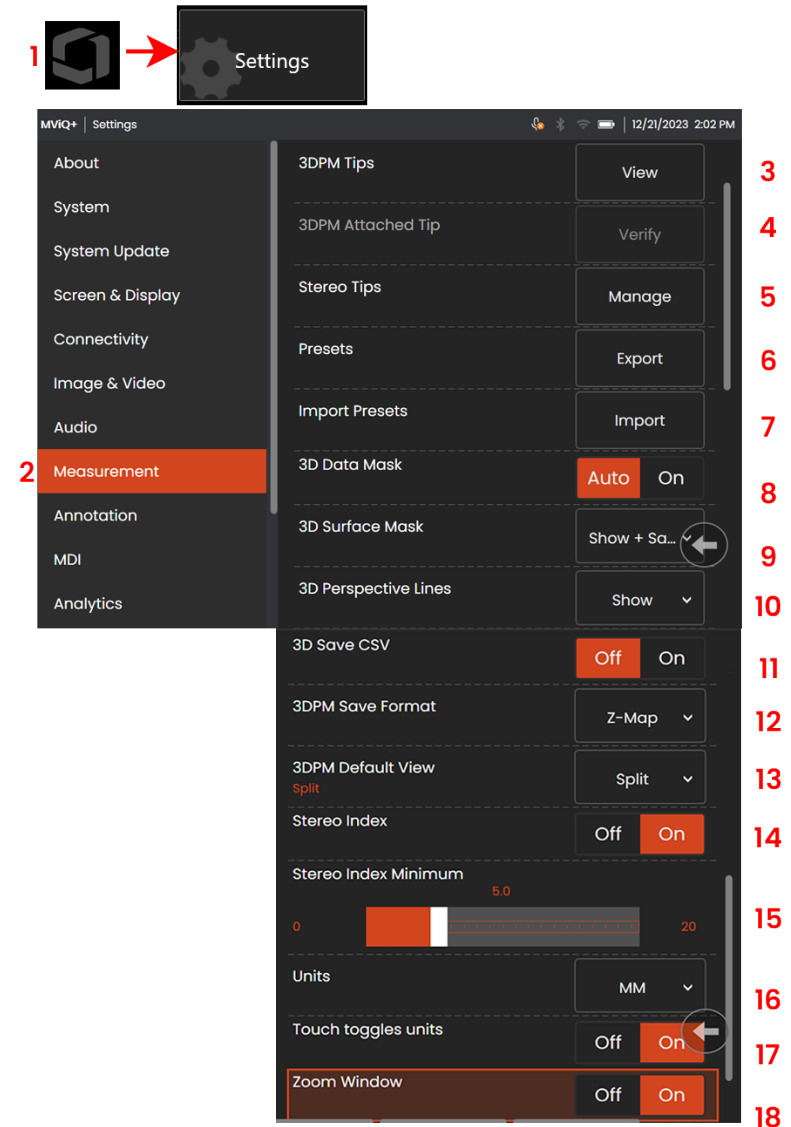 1
Settings
MViQ+ | Settings
12/21/2023 2:02 PM
About
System
System Update
Screen & Display
Connectivity
Image & Video
Audio
2
Measurement
Annotation
MDI
Analytics
3DPM Tips
View
3
3DPM Attached Tip
Verify
4
Stereo Tips
Manage
5
Presets
Export
6
Import Presets
Import
7
3D Data Mask
Auto On
8
3D Surface Mask
Show + Sa...
9
3D Perspective Lines
Show
10
3D Save CSV
Off On
11
3DPM Save Format
Z-Map
12
3DPM Default View
Split
Split
13
Stereo Index
Off On
14
Stereo Index Minimum
5.0
0
20
15
Units
MM
16
Touch toggles units
Off On
17
Zoom Window
Off On
18